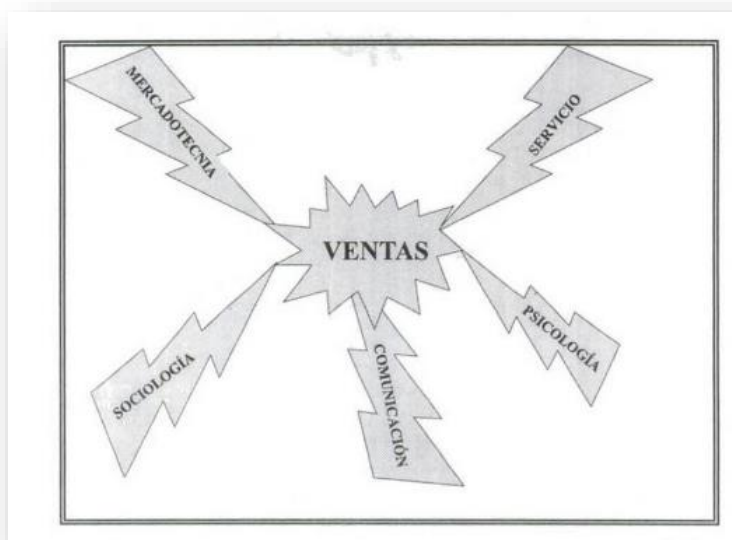 MERCADOTECNIA
SERVICIO
VENTAS
SOCIOLOGÍA
COMUNICACIÓN
PSICOLOGÍA